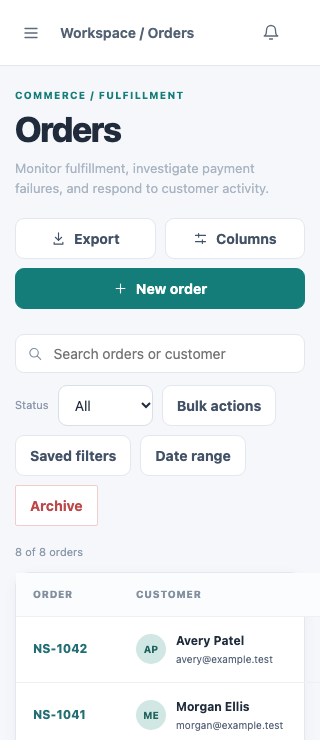 Workspace / Orders
COMMERCE / FULFILLMENT
Orders
Monitor fulfillment, investigate payment
failures, and respond to customer activity.
Export
Columns
New order
Search orders or customer
Status
All
Bulk actions
Saved filters
Date range
Archive
8 of 8 orders
ORDER CUSTOMER
NS-1042 AP Avery Patel
avery@example.test
NS-1041 ME Morgan Ellis
morgan@example.test